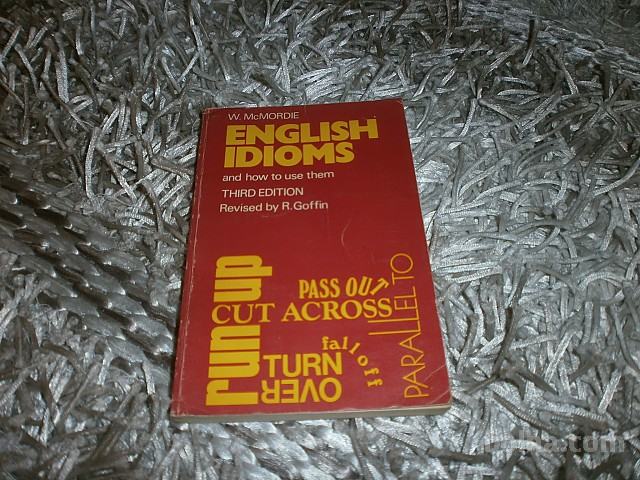 W. McMORDIE
ENGLISH
IDIOMS
and how to use them
THIRD EDITION
Revised by R.Goffin
run up
PASS OUT
CUT ACROSS
fall off
TURN
OVER
PARALLEL TO